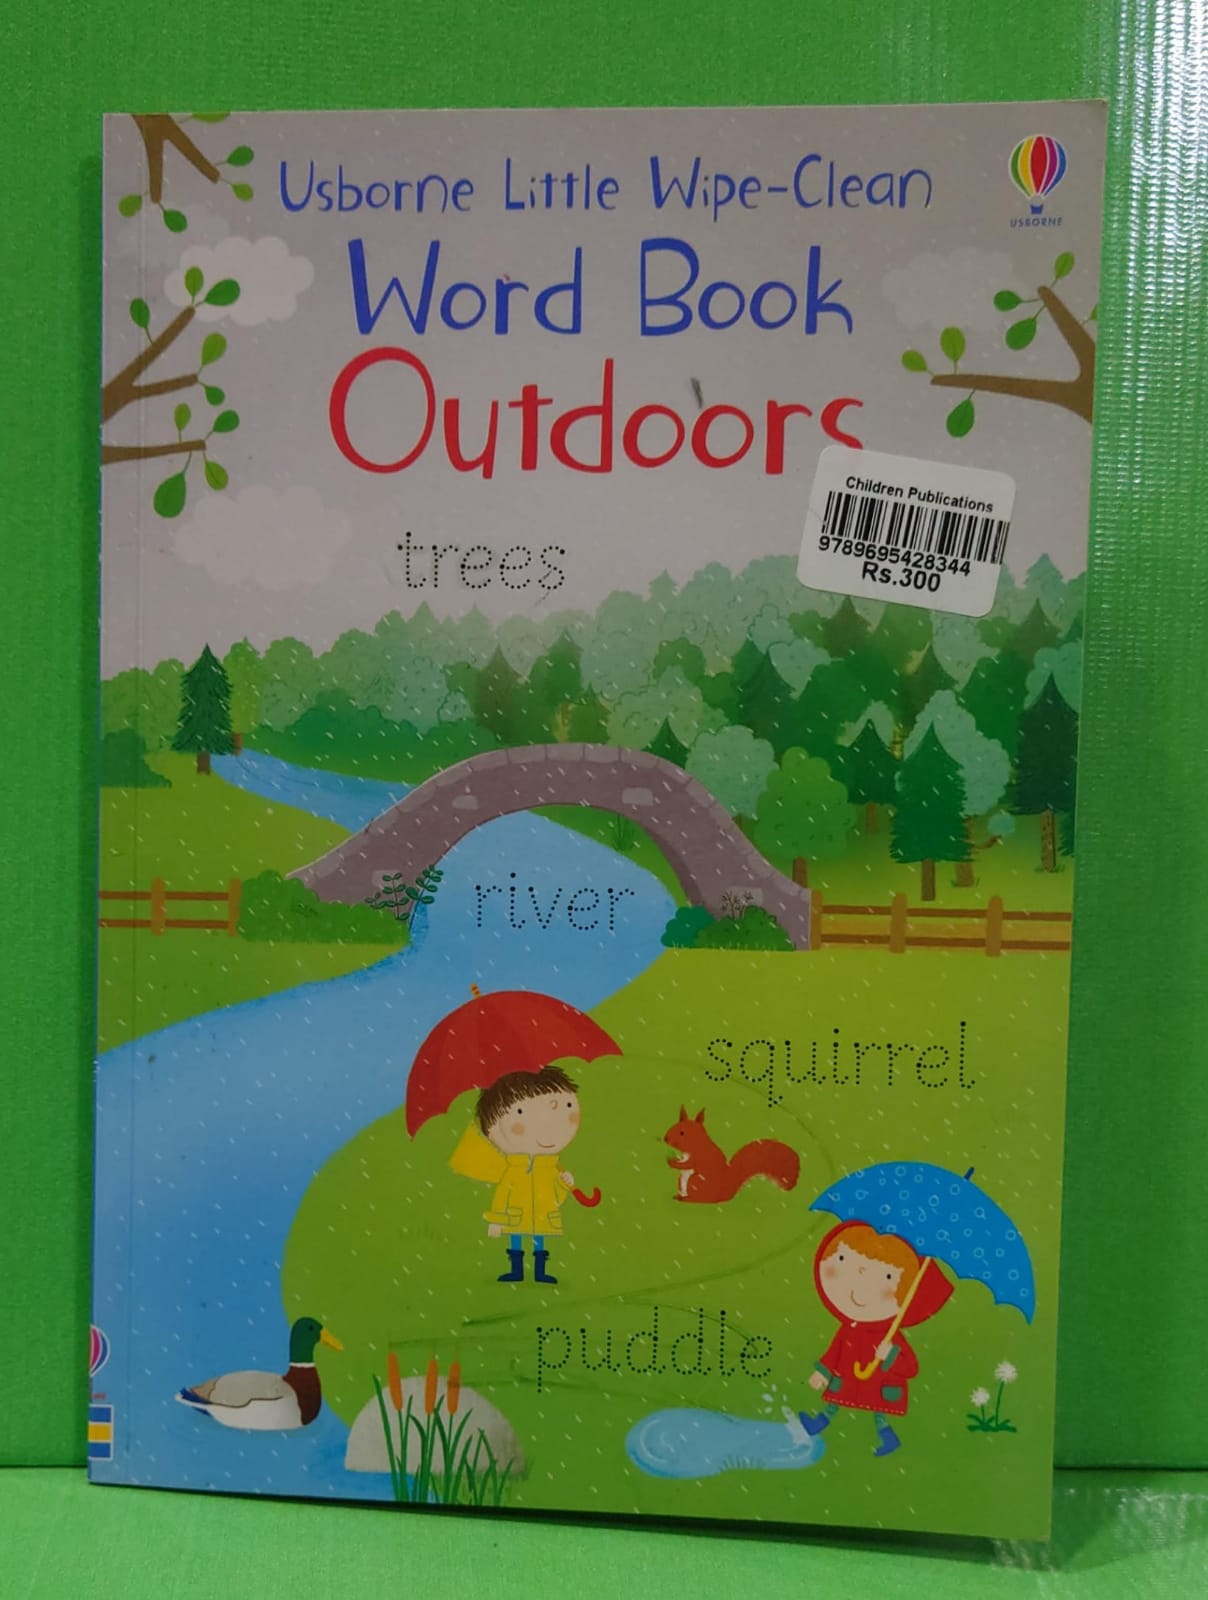 Usborne Little Wipe-Clean
USBORNE
Word Book
Outdoors
Children Publications
9789695428344
Rs.300
trees
river
squirrel
puddle